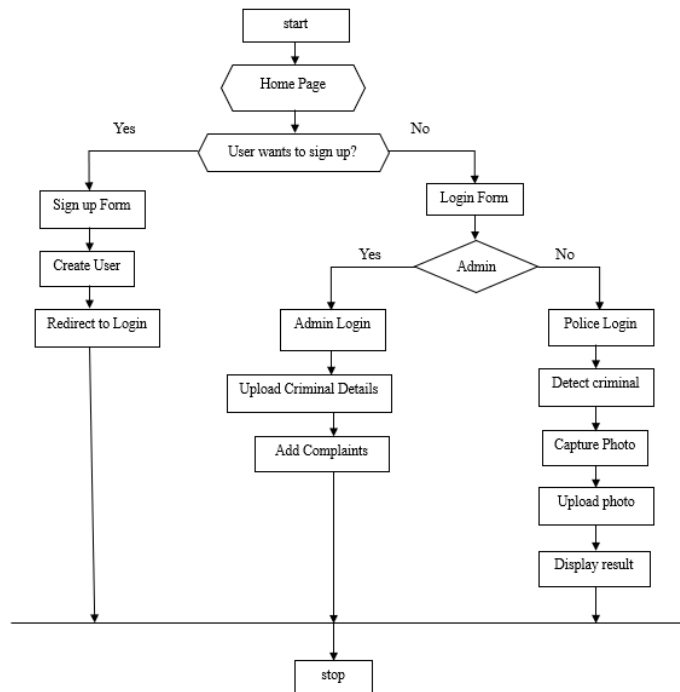 start
Home Page
Yes
No
User wants to sign up?
Sign up Form
Login Form
Create User
Yes
Admin
No
Redirect to Login
Admin Login
Police Login
Upload Criminal Details
Detect criminal
Add Complaints
Capture Photo
Upload photo
Display result
stop